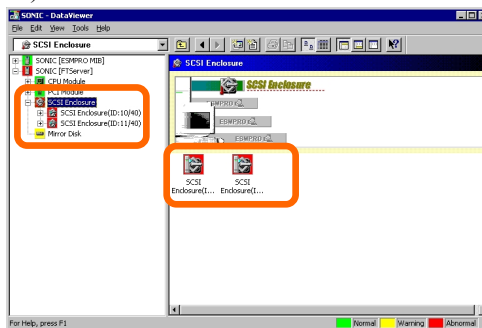 SONIC - DataViewer
File Edit View Tools Help
SCSI Enclosure
SONIC [ESMPRO MIB]
SONIC [FTServer]
CPU Module
PCI Module
SCSI Enclosure
SCSI Enclosure(ID:10/40)
SCSI Enclosure(ID:11/40)
Mirror Disk
SCSI Enclosure
SCSI Enclosure
ESMPRO
ESMPRO
ESMPRO
SCSI Enclosure(I...
SCSI Enclosure(I...
For Help, press F1
Normal Warning Abnormal